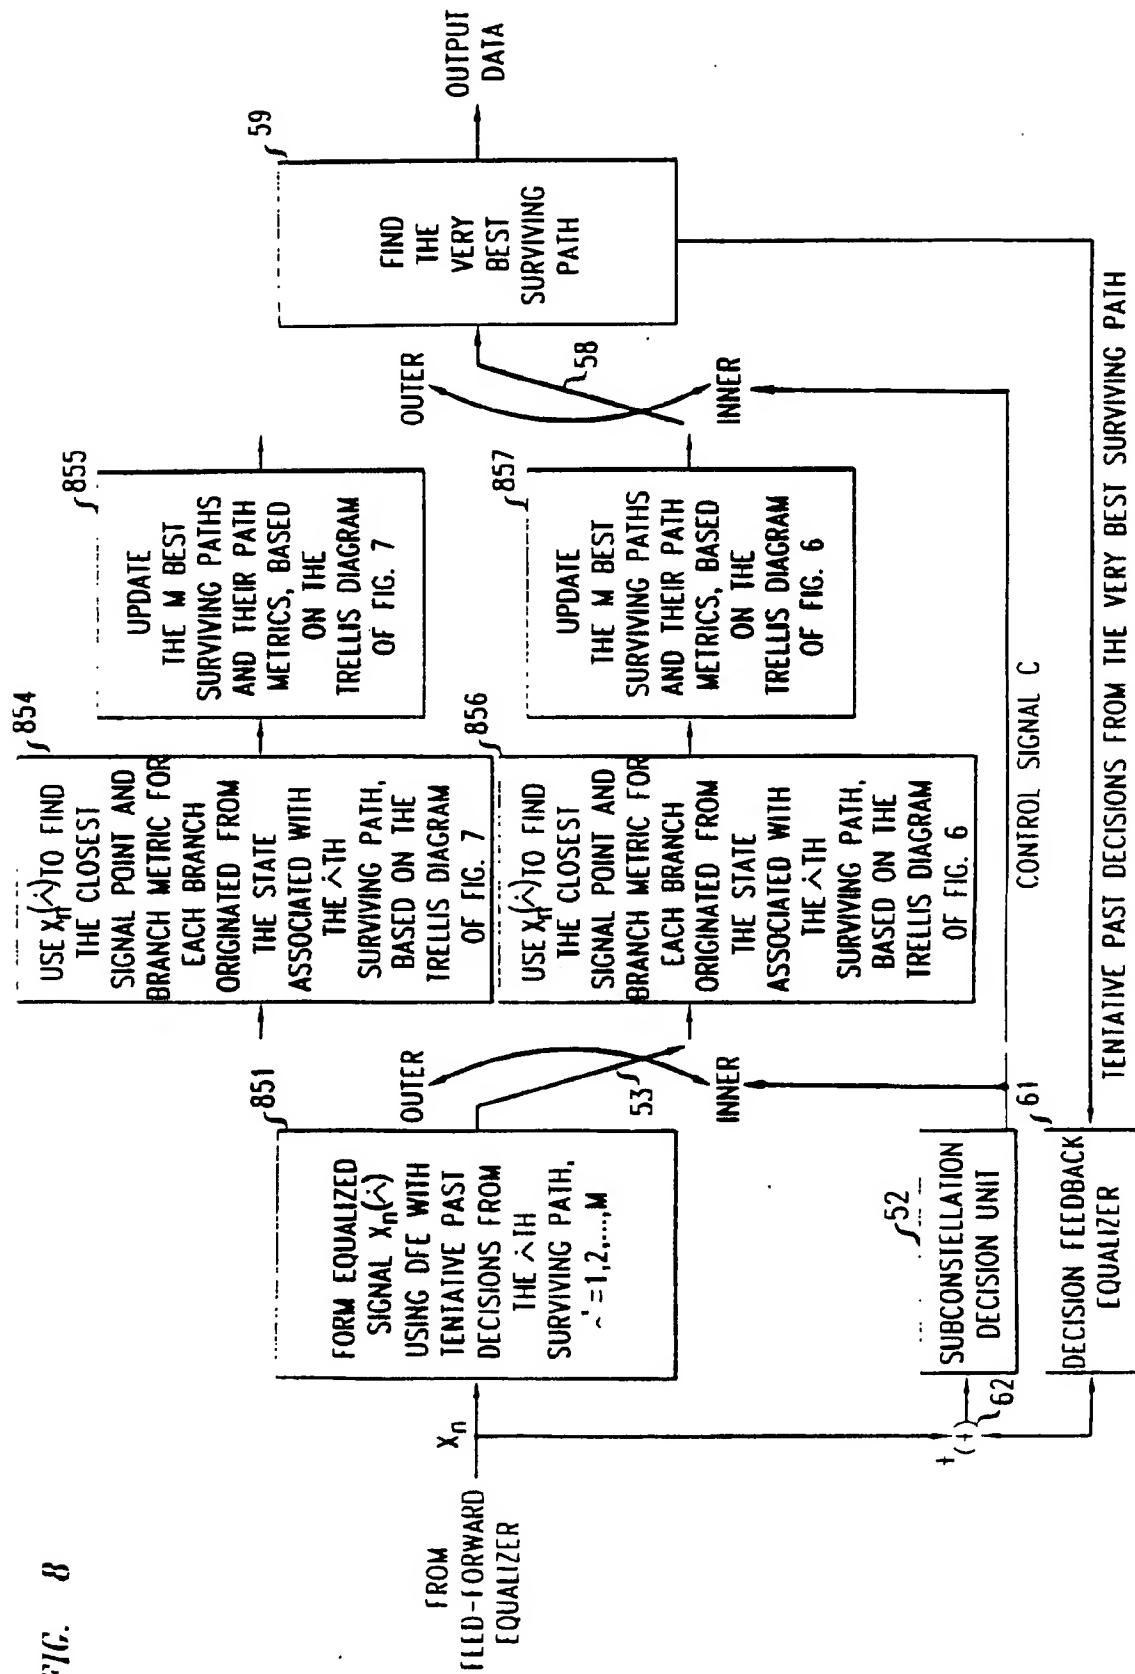 FIG. 8
FROM
FEED-FORWARD
EQUALIZER
Xn
851
FORM EQUALIZED
SIGNAL Xn(i)
USING DFE WITH
TENTATIVE PAST
DECISIONS FROM
THE i TH
SURVIVING PATH,
i=1,2,...,M
OUTER
53
INNER
854
USE Xn(i) TO FIND
THE CLOSEST
SIGNAL POINT AND
BRANCH METRIC FOR
EACH BRANCH
ORIGINATED FROM
THE STATE
ASSOCIATED WITH
THE i TH
SURVIVING PATH,
BASED ON THE
TRELLIS DIAGRAM
OF FIG. 7
855
UPDATE
THE M BEST
SURVIVING PATHS
AND THEIR PATH
METRICS, BASED
ON THE
TRELLIS DIAGRAM
OF FIG. 7
856
USE Xn(i) TO FIND
THE CLOSEST
SIGNAL POINT AND
BRANCH METRIC FOR
EACH BRANCH
ORIGINATED FROM
THE STATE
ASSOCIATED WITH
THE i TH
SURVIVING PATH,
BASED ON THE
TRELLIS DIAGRAM
OF FIG. 6
857
UPDATE
THE M BEST
SURVIVING PATHS
AND THEIR PATH
METRICS, BASED
ON THE
TRELLIS DIAGRAM
OF FIG. 6
OUTER
58
INNER
59
FIND
THE
VERY
BEST
SURVIVING
PATH
OUTPUT
DATA
+
(+)
62
52
SUBCONSTELLATION
DECISION UNIT
CONTROL SIGNAL C
61
DECISION FEEDBACK
EQUALIZER
TENTATIVE PAST DECISIONS FROM THE VERY BEST SURVIVING PATH